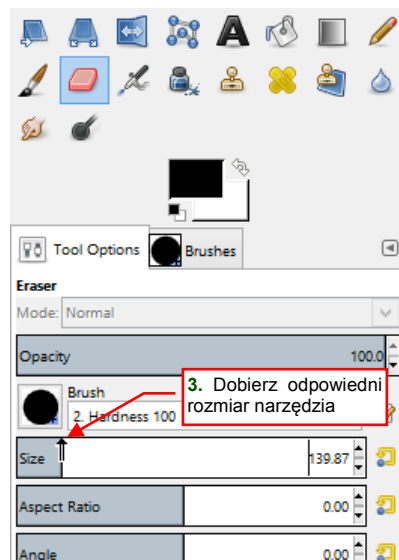 Tool Options
Brushes
Eraser
Mode: Normal
Opacity 100.0
Brush
2. Hardness 100
3. Dobierz odpowiedni
rozmiar narzędzia
Size 139.87
Aspect Ratio 0.00
Angle 0.00